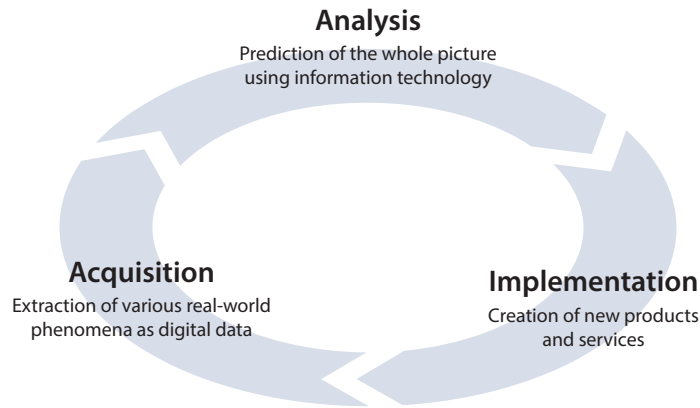 Analysis
Prediction of the whole picture
using information technology
Acquisition
Extraction of various real-world
phenomena as digital data
Implementation
Creation of new products
and services